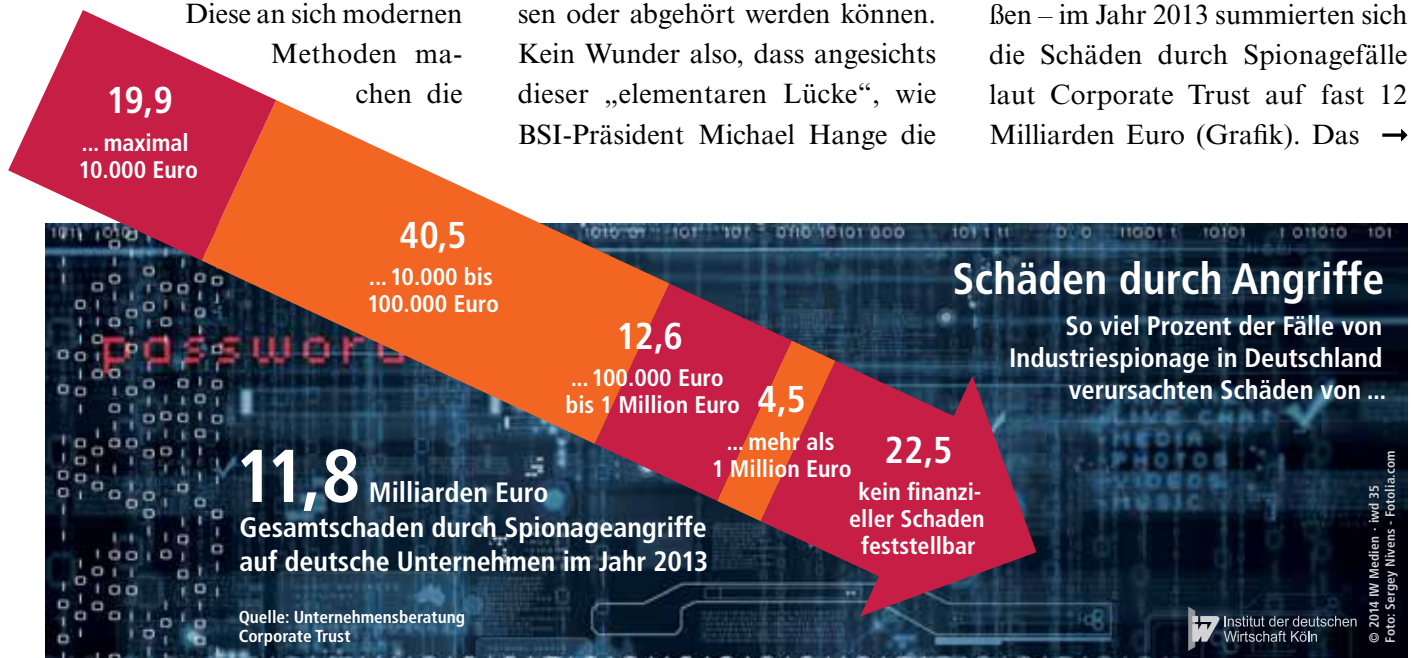 Diese an sich modernen
Methoden ma-
chen die
sen oder abgehört werden können.
Kein Wunder also, dass angesichts
dieser „elementaren Lücke“, wie
BSI-Präsident Michael Hange die
ßen – im Jahr 2013 summierten sich
die Schäden durch Spionagefälle
laut Corporate Trust auf fast 12
Milliarden Euro (Grafik). Das →
Schäden durch Angriffe
So viel Prozent der Fälle von
Industriespionage in Deutschland
verursachten Schäden von ...
19,9
... maximal
10.000 Euro
40,5
... 10.000 bis
100.000 Euro
12,6
... 100.000 Euro
bis 1 Million Euro
4,5
... mehr als
1 Million Euro
22,5
kein finanzi-
eller Schaden
feststellbar
password
11,8 Milliarden Euro
Gesamtschaden durch Spionageangriffe
auf deutsche Unternehmen im Jahr 2013
Quelle: Unternehmensberatung
Corporate Trust
MEDIA
PHOTOS
VIDEOS
MUSIC
Institut der deutschen
Wirtschaft Köln
© 2014 IW Medien · iwd 35
Foto: Sergey Nivens - Fotolia.com